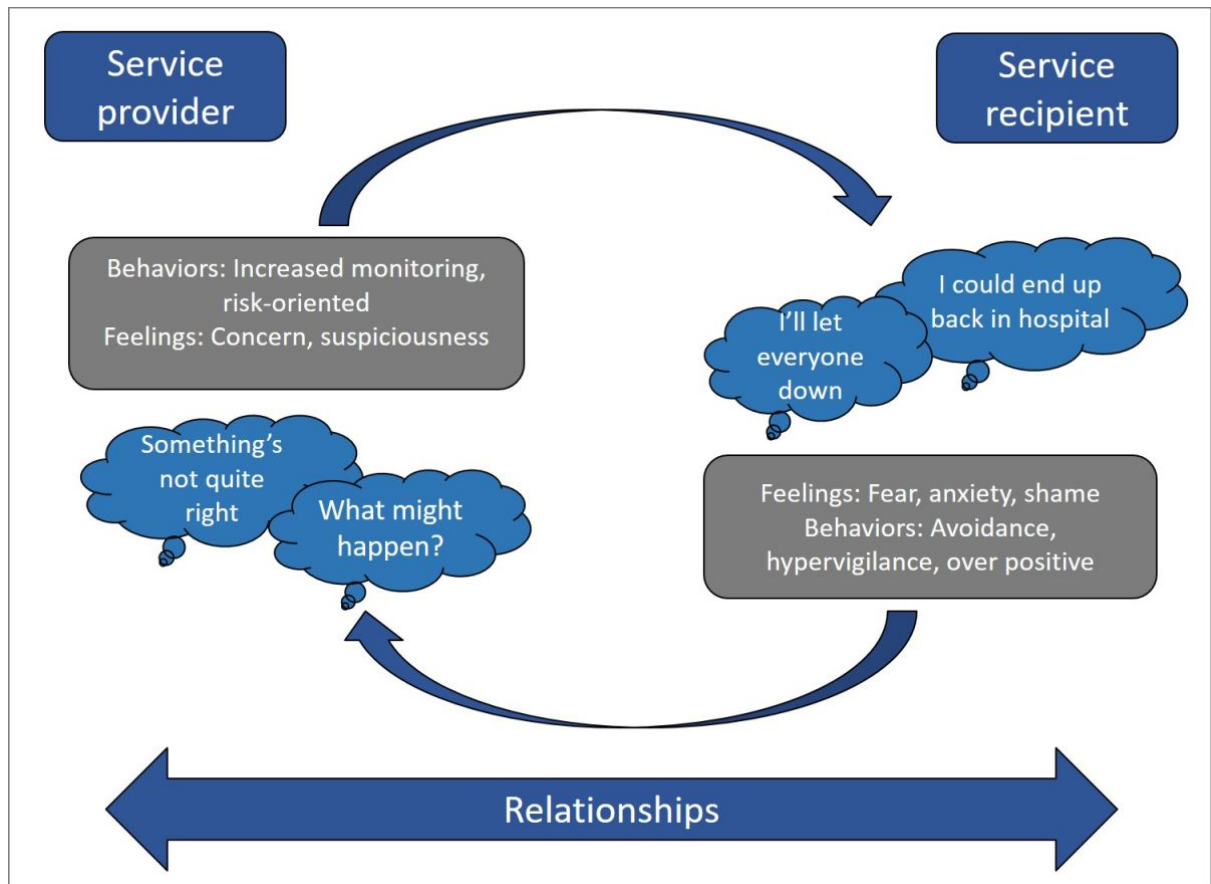 Service
provider
Service
recipient
Behaviors: Increased monitoring,
risk-oriented
Feelings: Concern, suspiciousness
Something’s
not quite
right
What might
happen?
I could end up
back in hospital
I’ll let
everyone
down
Feelings: Fear, anxiety, shame
Behaviors: Avoidance,
hypervigilance, over positive
Relationships